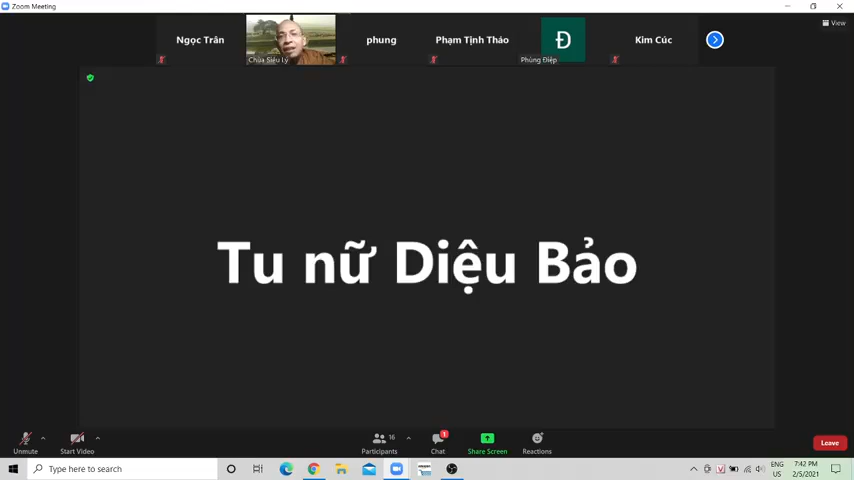 Zoom Meeting
View
Ngọc Trân
Chùa Siêu Lý
phung
Phạm Tịnh Thảo
Đ
Phùng Điệp
Kim Cúc
Tu nữ Diệu Bảo
Unmute
Start Video
Participants
16
Chat
1
Share Screen
Reactions
Leave
Type here to search
ENG
US
7:42 PM
2/5/2021